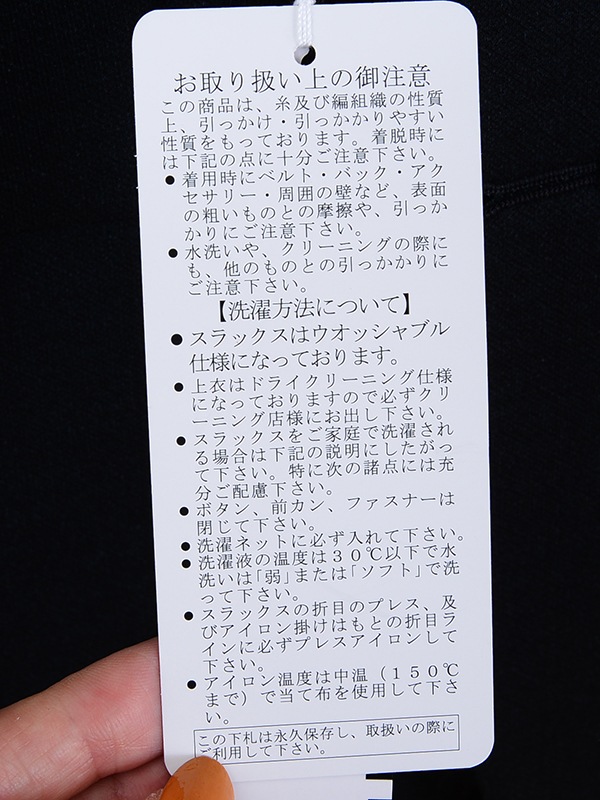 お取り扱い上の御注意
この商品は、糸及び編組織の性質
上、引っかけ・引っかかりやすい
性質をもっております。着脱時に
は下記の点に十分ご注意下さい。
●着用時にベルト・バック・アク
セサリー・周囲の壁など、表面
の粗いものとの摩擦や、引っか
かりにご注意下さい。
●水洗いや、クリーニングの際に
も、他のものとの引っかかりに
ご注意下さい。
【洗濯方法について】
●スラックスはウオッシャブル
仕様になっております。
●上衣はドライクリーニング仕様
になっておりますので必ずクリ
ーニング店様にお出し下さい。
●スラックスをご家庭で洗濯され
る場合は下記の説明にしたがっ
て下さい。特に次の諸点には充
分ご配慮下さい。
●ボタン、前カン、ファスナーは
閉じて下さい。
●洗濯ネットに必ず入れて下さい。
●洗濯液の温度は30℃以下で水
洗いは「弱」または「ソフト」で洗
って下さい。
●スラックスの折目のプレス、及
びアイロン掛けはもとの折目ラ
インに必ずプレスアイロンして
下さい。
●アイロン温度は中温(150℃
まで)で当て布を使用して下さ
い。
この下札は永久保存し、取扱いの際に
ご利用して下さい。